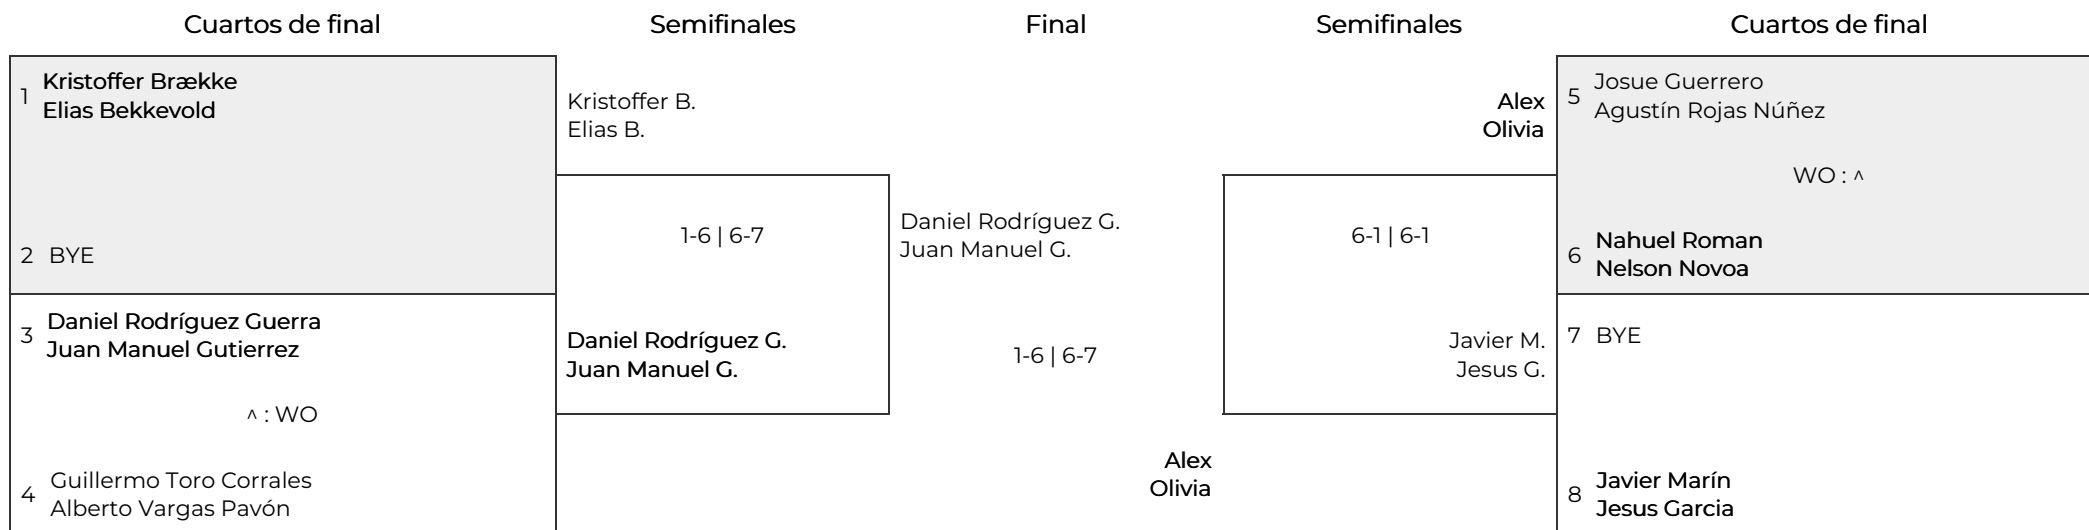 Cuartos de final
Semifinales
Final
Semifinales
Cuartos de final
1
Kristoffer Brække
Elias Bekkevold
2 BYE
3
Daniel Rodríguez Guerra
Juan Manuel Gutierrez
^ : WO
4
Guillermo Toro Corrales
Alberto Vargas Pavón
Kristoffer B.
Elias B.
1-6 | 6-7
Daniel Rodríguez G.
Juan Manuel G.
Daniel Rodríguez G.
Juan Manuel G.
1-6 | 6-7
Alex
Olivia
Alex
Olivia
6-1 | 6-1
Javier M.
Jesus G.
5
Josue Guerrero
Agustín Rojas Núñez
WO : ^
6
Nahuel Roman
Nelson Novoa
7 BYE
8
Javier Marín
Jesus Garcia